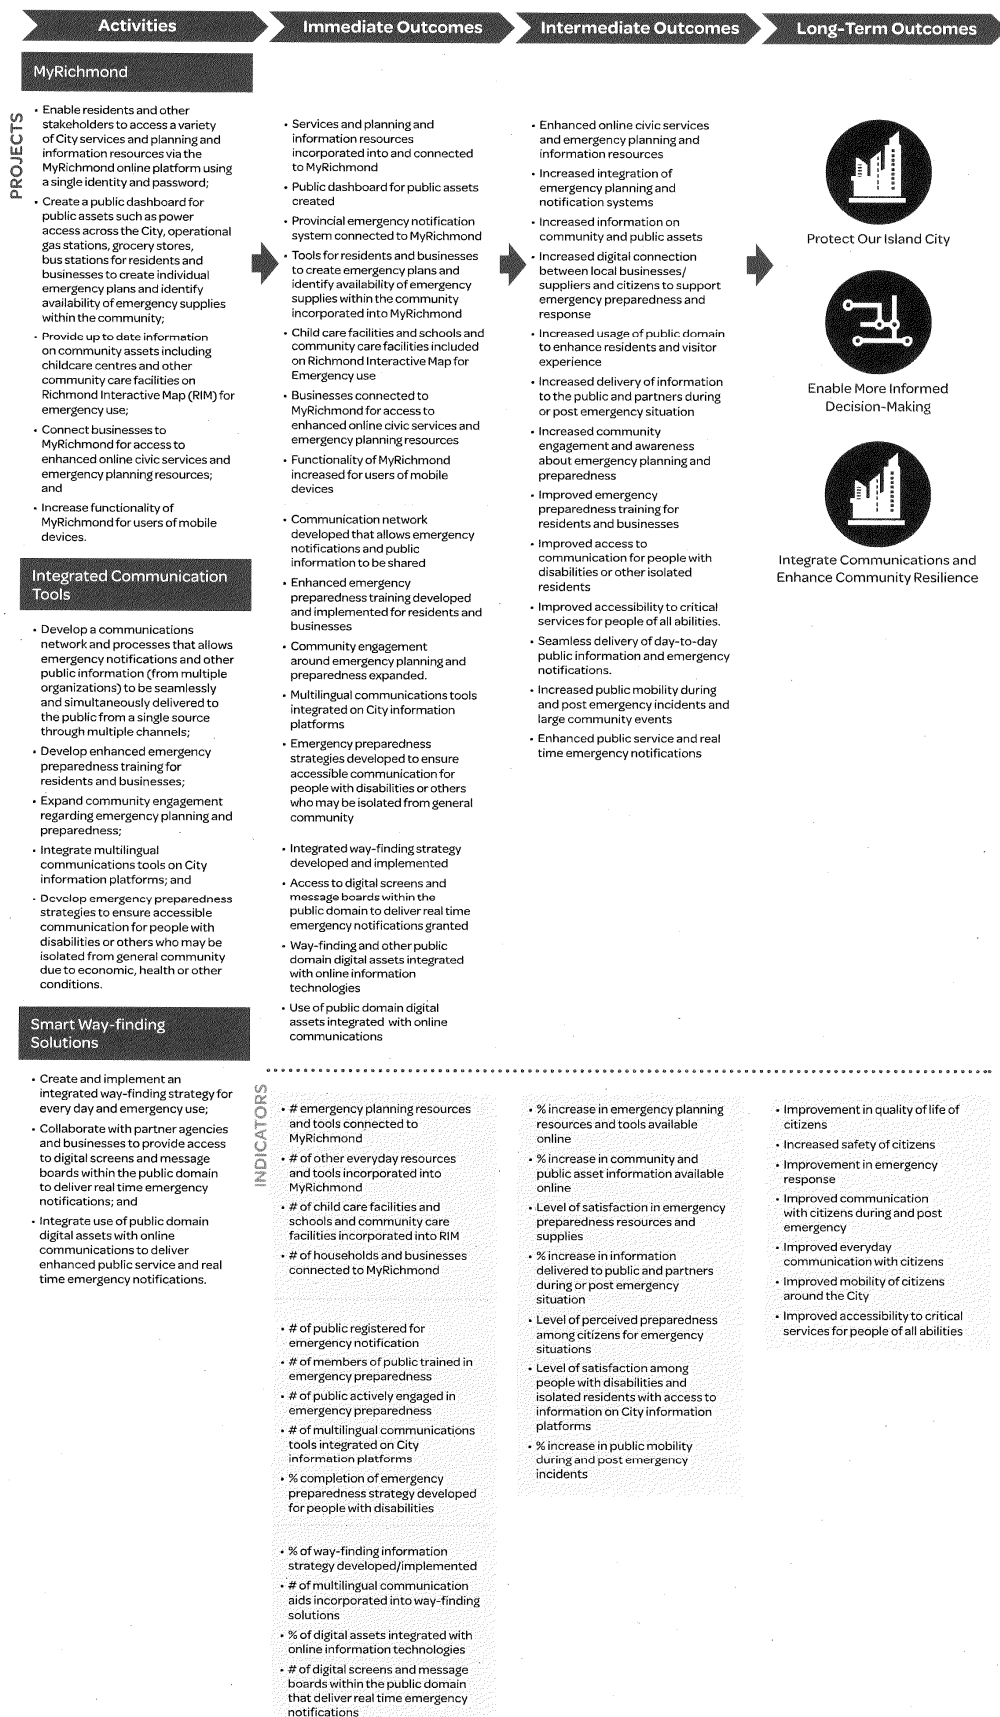 Activities
Immediate Outcomes
Intermediate Outcomes
Long-Term Outcomes
PROJECTS
MyRichmond
• Enable residents and other
stakeholders to access a variety
of City services and planning and
information resources via the
MyRichmond online platform using
a single identity and password;
• Create a public dashboard for
public assets such as power
access across the City, operational
gas stations, grocery stores,
bus stations for residents and
businesses to create individual
emergency plans and identify
availability of emergency supplies
within the community;
• Provide up to date information
on community assets including
childcare centres and other
community care facilities on
Richmond Interactive Map (RIM) for
emergency use;
• Connect businesses to
MyRichmond for access to
enhanced online civic services and
emergency planning resources;
and
• Increase functionality of
MyRichmond for users of mobile
devices.
Integrated Communication
Tools
• Develop a communications
network and processes that allows
emergency notifications and other
public information (from multiple
organizations) to be seamlessly
and simultaneously delivered to
the public from a single source
through multiple channels;
• Develop enhanced emergency
preparedness training for
residents and businesses;
• Expand community engagement
regarding emergency planning and
preparedness;
• Integrate multilingual
communications tools on City
information platforms; and
• Develop emergency preparedness
strategies to ensure accessible
communication for people with
disabilities or others who may be
isolated from general community
due to economic, health or other
conditions.
Smart Way-finding
Solutions
• Create and implement an
integrated way-finding strategy for
every day and emergency use;
• Collaborate with partner agencies
and businesses to provide access
to digital screens and message
boards within the public domain
to deliver real time emergency
notifications; and
• Integrate use of public domain
digital assets with online
communications to deliver
enhanced public service and real
time emergency notifications.
• Services and planning and
information resources
incorporated into and connected
to MyRichmond
• Public dashboard for public assets
created
• Provincial emergency notification
system connected to MyRichmond
• Tools for residents and businesses
to create emergency plans and
identify availability of emergency
supplies within the community
incorporated into MyRichmond
• Child care facilities and schools and
community care facilities included
on Richmond Interactive Map for
Emergency use
• Businesses connected to
MyRichmond for access to
enhanced online civic services and
emergency planning resources
• Functionality of MyRichmond
increased for users of mobile
devices
• Communication network
developed that allows emergency
notifications and public
information to be shared
• Enhanced emergency
preparedness training developed
and implemented for residents and
businesses
• Community engagement
around emergency planning and
preparedness expanded.
• Multilingual communications tools
integrated on City information
platforms
• Emergency preparedness
strategies developed to ensure
accessible communication for
people with disabilities or others
who may be isolated from general
community
• Integrated way-finding strategy
developed and implemented
• Access to digital screens and
message boards within the
public domain to deliver real time
emergency notifications granted
• Way-finding and other public
domain digital assets integrated
with online information
technologies
• Use of public domain digital
assets integrated with online
communications
• Enhanced online civic services
and emergency planning and
information resources
• Increased integration of
emergency planning and
notification systems
• Increased information on
community and public assets
• Increased digital connection
between local businesses/
suppliers and citizens to support
emergency preparedness and
response
• Increased usage of public domain
to enhance residents and visitor
experience
• Increased delivery of information
to the public and partners during
or post emergency situation
• Increased community
engagement and awareness
about emergency planning and
preparedness
• Improved emergency
preparedness training for
residents and businesses
• Improved access to
communication for people with
disabilities or other isolated
residents
• Improved accessibility to critical
services for people of all abilities.
• Seamless delivery of day-to-day
public information and emergency
notifications.
• Increased public mobility during
and post emergency incidents and
large community events
• Enhanced public service and real
time emergency notifications
Protect Our Island City
Enable More Informed
Decision-Making
Integrate Communications and
Enhance Community Resilience
INDICATORS
• # emergency planning resources
and tools connected to
MyRichmond
• # of other everyday resources
and tools incorporated into
MyRichmond
• # of child care facilities and
schools and community care
facilities incorporated into RIM
• # of households and businesses
connected to MyRichmond
• # of public registered for
emergency notification
• # of members of public trained in
emergency preparedness
• # of public actively engaged in
emergency preparedness
• # of multilingual communications
tools integrated on City
information platforms
• % completion of emergency
preparedness strategy developed
for people with disabilities
• % of way-finding information
strategy developed/implemented
• # of multilingual communication
aids incorporated into way-finding
solutions
• % of digital assets integrated with
online information technologies
• # of digital screens and message
boards within the public domain
that deliver real time emergency
notifications
• % increase in emergency planning
resources and tools available
online
• % increase in community and
public asset information available
online
• Level of satisfaction in emergency
preparedness resources and
supplies
• % increase in information
delivered to public and partners
during or post emergency
situation
• Level of perceived preparedness
among citizens for emergency
situations
• Level of satisfaction among
people with disabilities and
isolated residents with access to
information on City information
platforms
• % increase in public mobility
during and post emergency
incidents
• Improvement in quality of life of
citizens
• Increased safety of citizens
• Improvement in emergency
response
• Improved communication
with citizens during and post
emergency
• Improved everyday
communication with citizens
• Improved mobility of citizens
around the City
• Improved accessibility to critical
services for people of all abilities